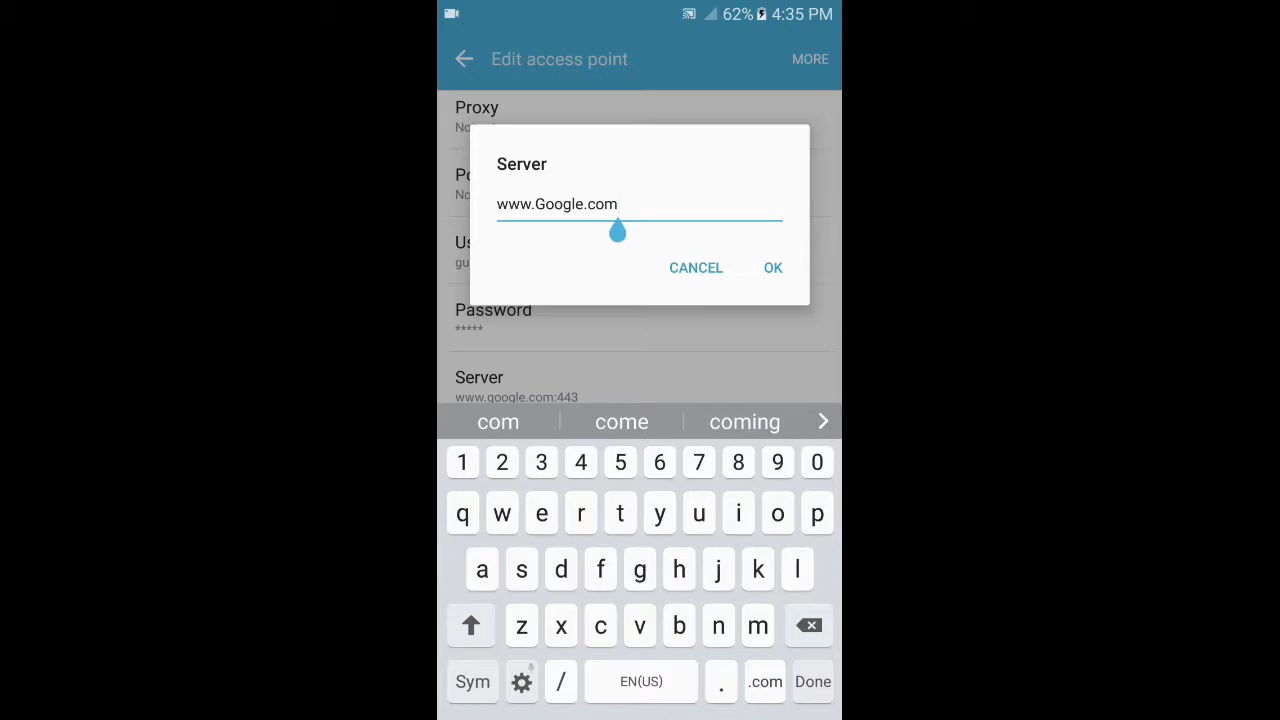 62% 4:35 PM
Edit access point MORE
Proxy
No
Server
Po
No
www.Google.com
Us
gu
CANCEL OK
Password
*****
Server
www.google.com:443
com come coming
1 2 3 4 5 6 7 8 9 0
q w e r t y u i o p
a s d f g h j k l
z x c v b n m
Sym / EN(US) . .com Done